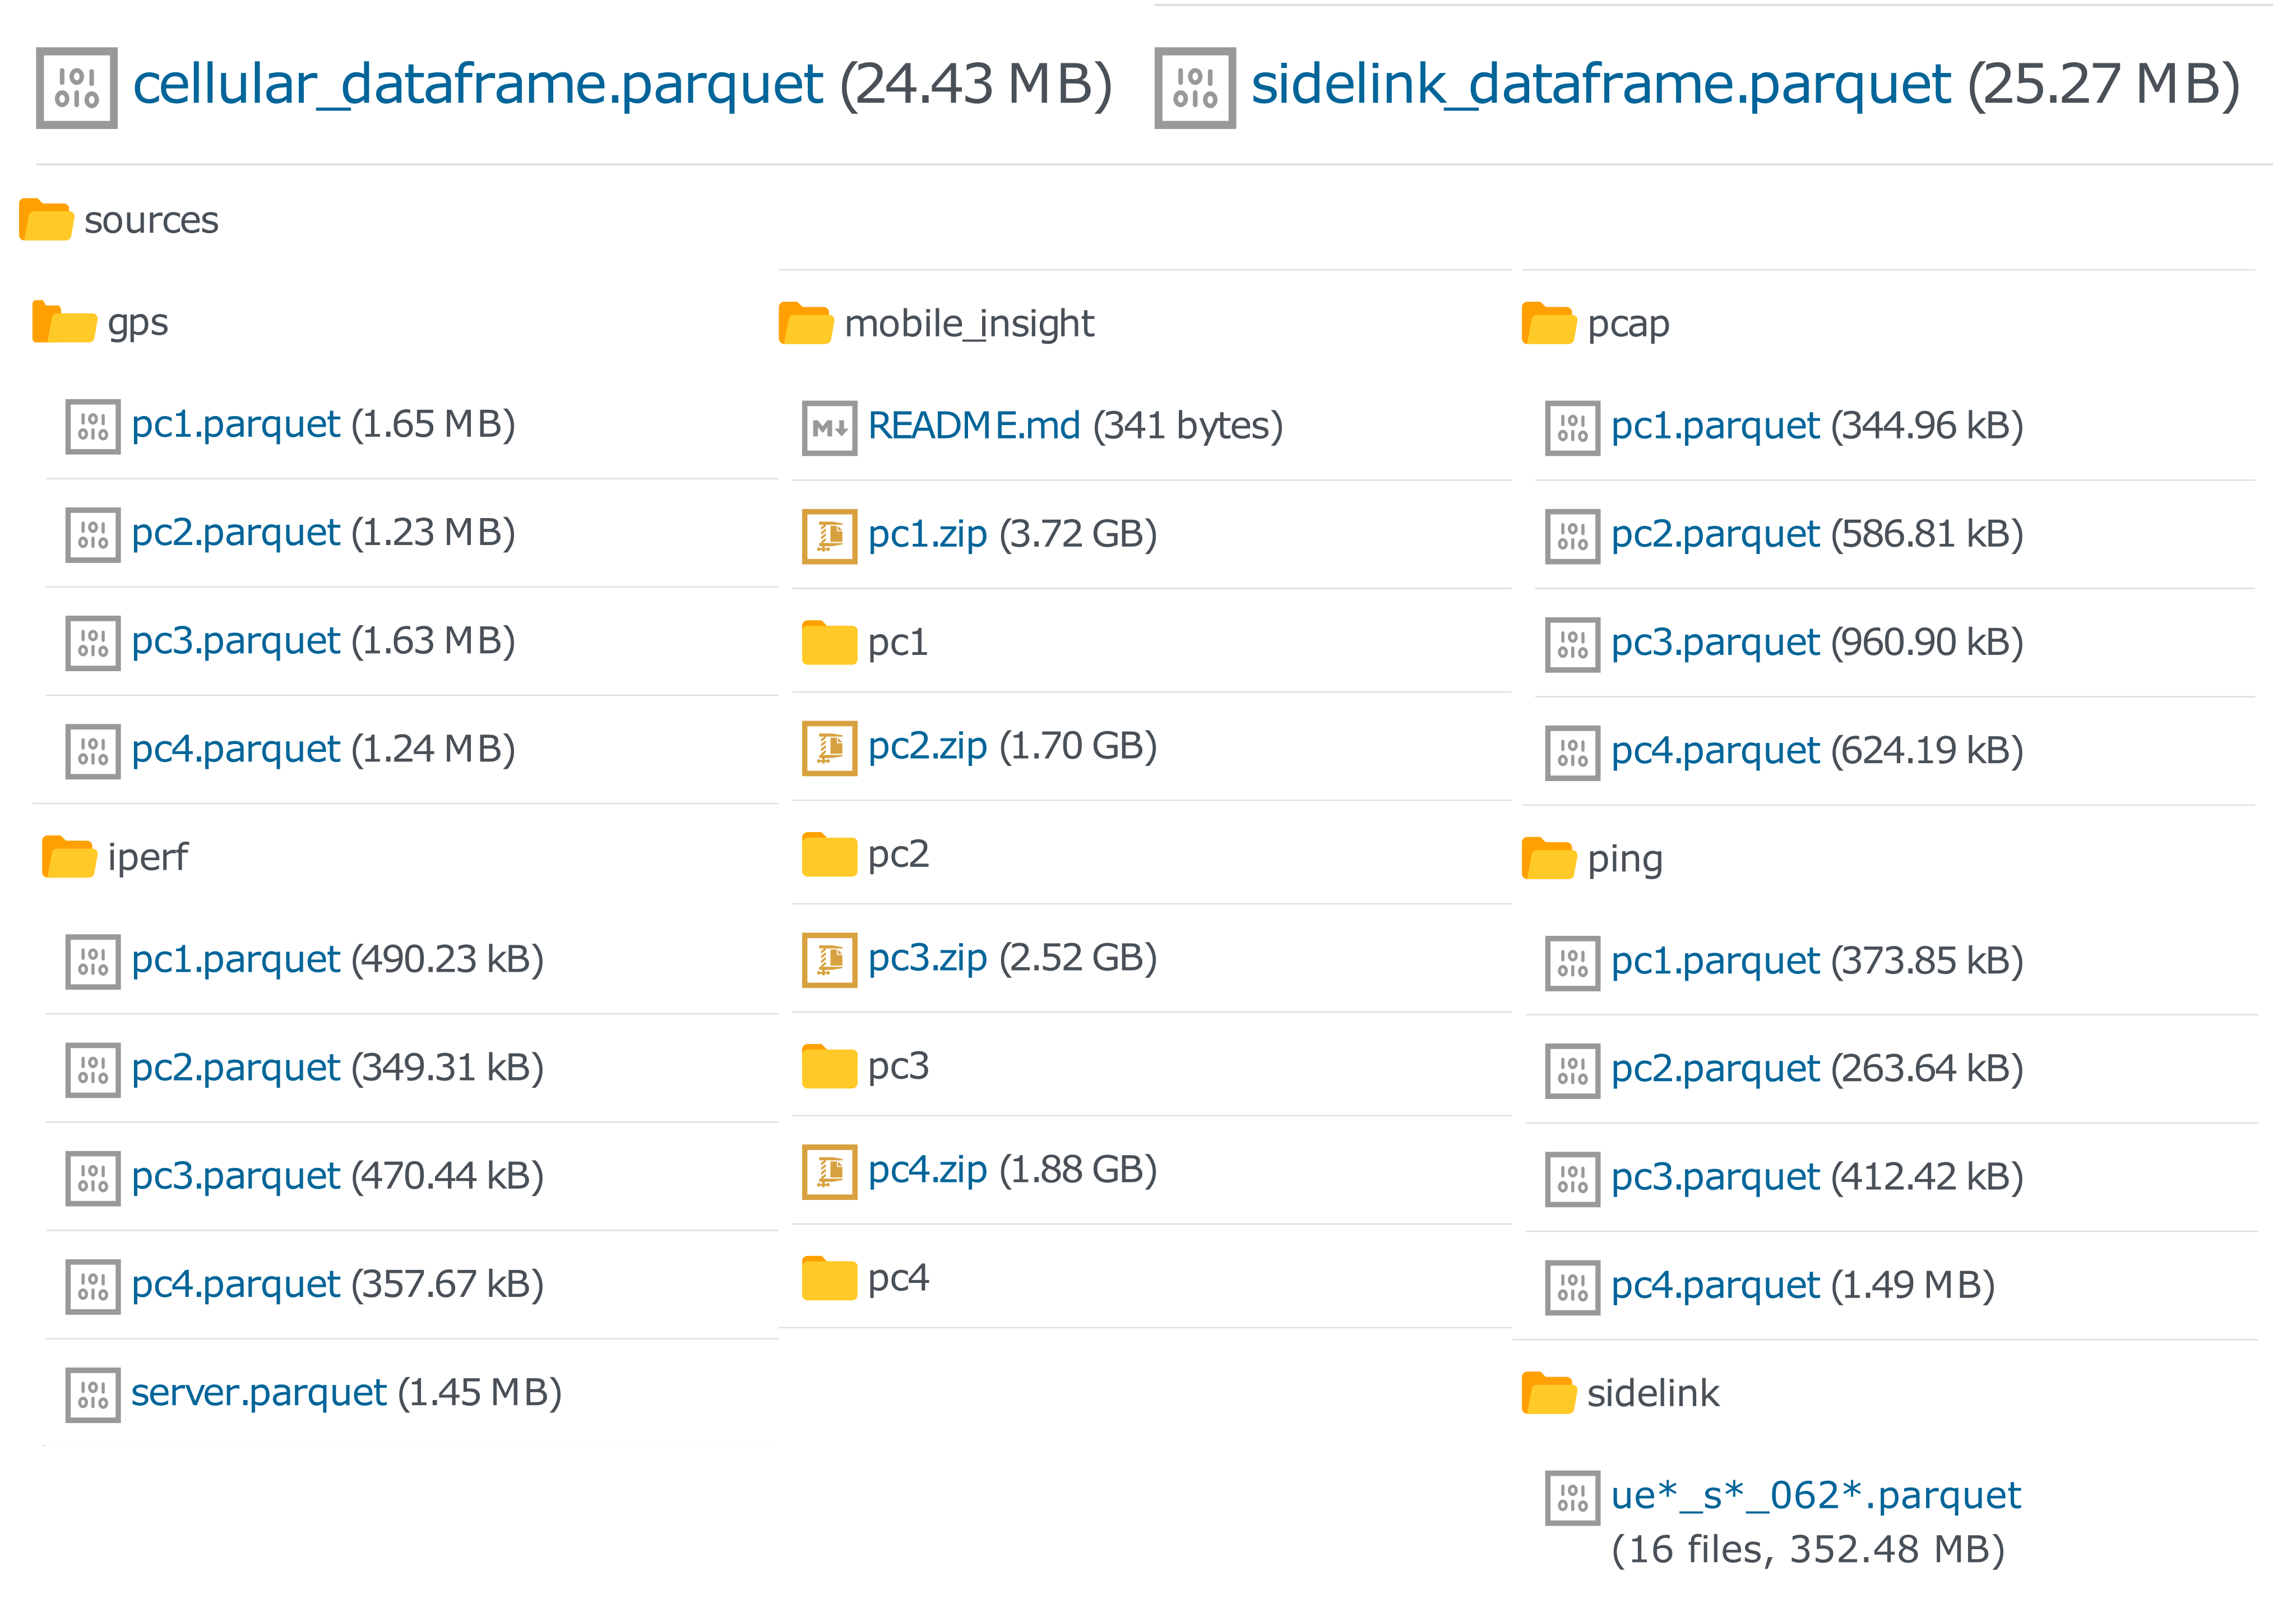 cellular_dataframe.parquet (24.43 MB)
sidelink_dataframe.parquet (25.27 MB)
sources
gps
pc1.parquet (1.65 MB)
pc2.parquet (1.23 MB)
pc3.parquet (1.63 MB)
pc4.parquet (1.24 MB)
iperf
pc1.parquet (490.23 kB)
pc2.parquet (349.31 kB)
pc3.parquet (470.44 kB)
pc4.parquet (357.67 kB)
server.parquet (1.45 MB)
mobile_insight
README.md (341 bytes)
pc1.zip (3.72 GB)
pc1
pc2.zip (1.70 GB)
pc2
pc3.zip (2.52 GB)
pc3
pc4.zip (1.88 GB)
pc4
pcap
pc1.parquet (344.96 kB)
pc2.parquet (586.81 kB)
pc3.parquet (960.90 kB)
pc4.parquet (624.19 kB)
ping
pc1.parquet (373.85 kB)
pc2.parquet (263.64 kB)
pc3.parquet (412.42 kB)
pc4.parquet (1.49 MB)
sidelink
ue*_s*_062*.parquet
(16 files, 352.48 MB)